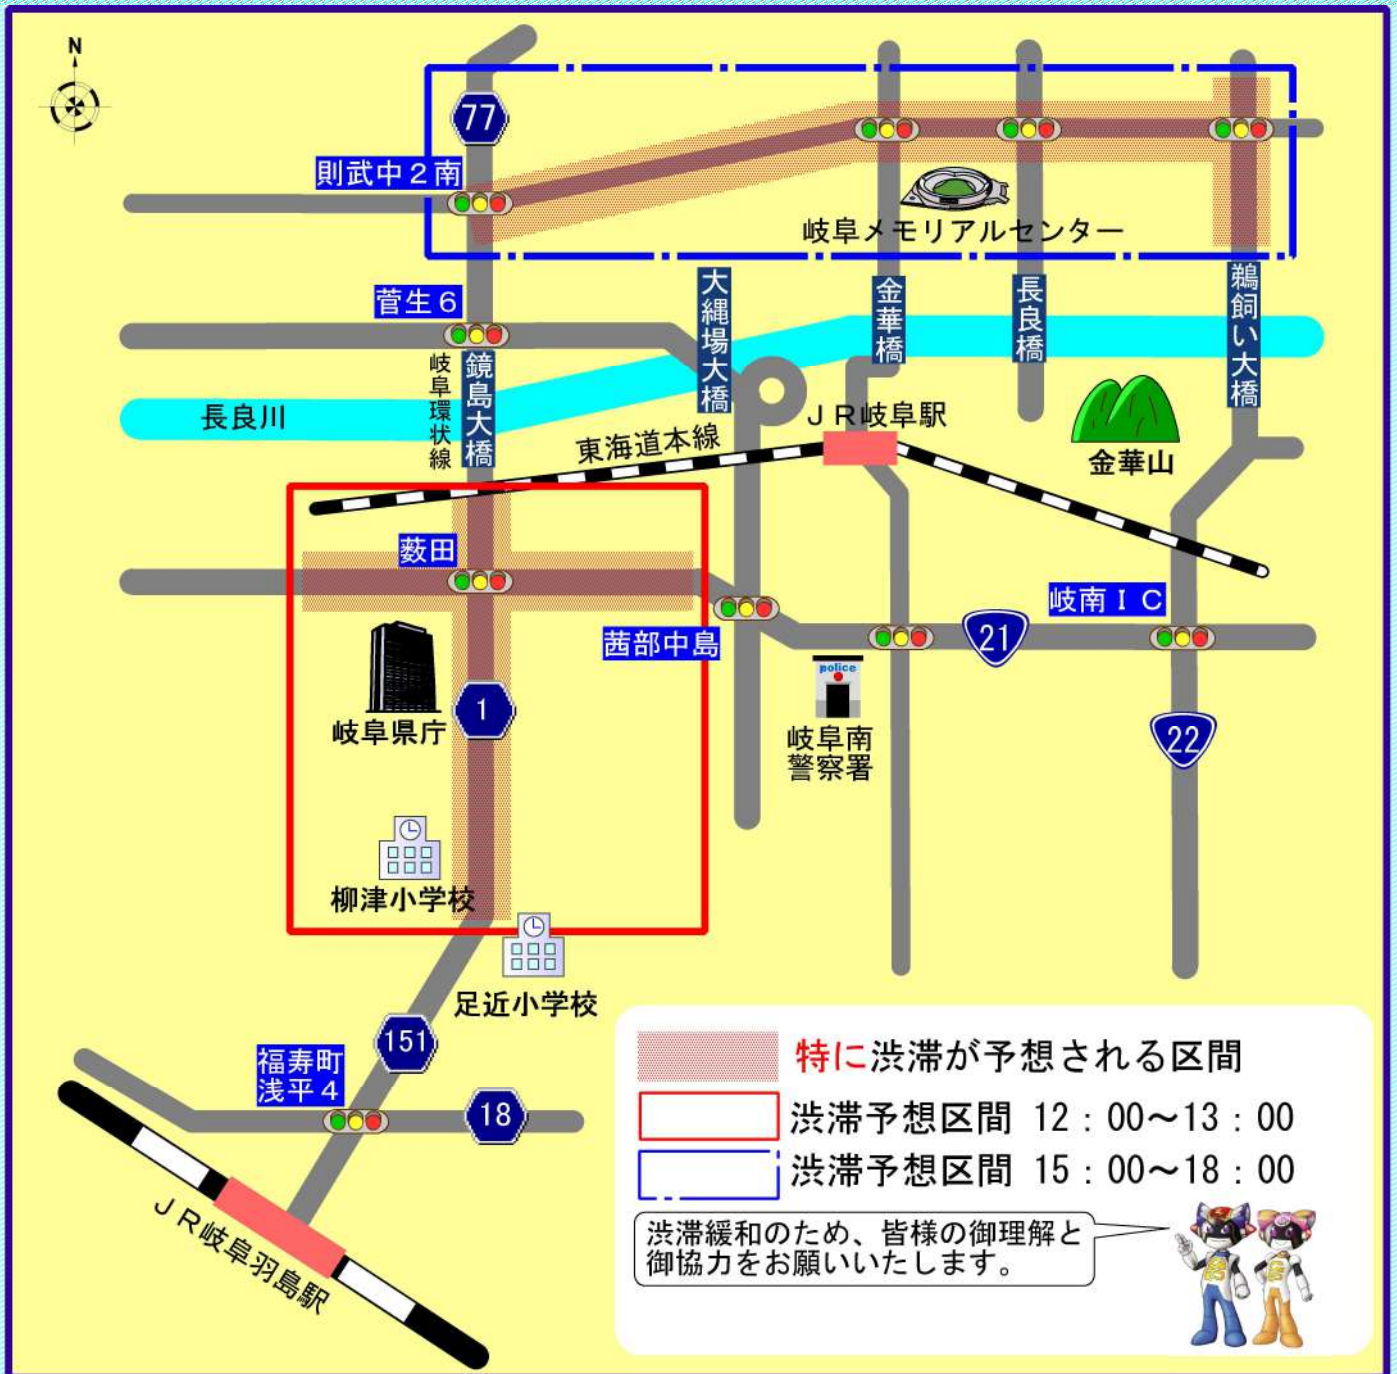 N
77
則武中2南
岐阜メモリアルセンター
菅生6
大縄場大橋
金華橋
長良橋
鵜飼い大橋
岐阜環状線
鏡島大橋
長良川
東海道本線
JR岐阜駅
金華山
薮田
岐南IC
茜部中島
21
police
岐阜県庁
1
岐阜南
警察署
22
柳津小学校
足近小学校
151
福寿町
浅平4
18
JR岐阜羽島駅
特に渋滞が予想される区間
渋滞予想区間 12:00～13:00
渋滞予想区間 15:00～18:00
渋滞緩和のため、皆様の御理解と
御協力をお願いいたします。